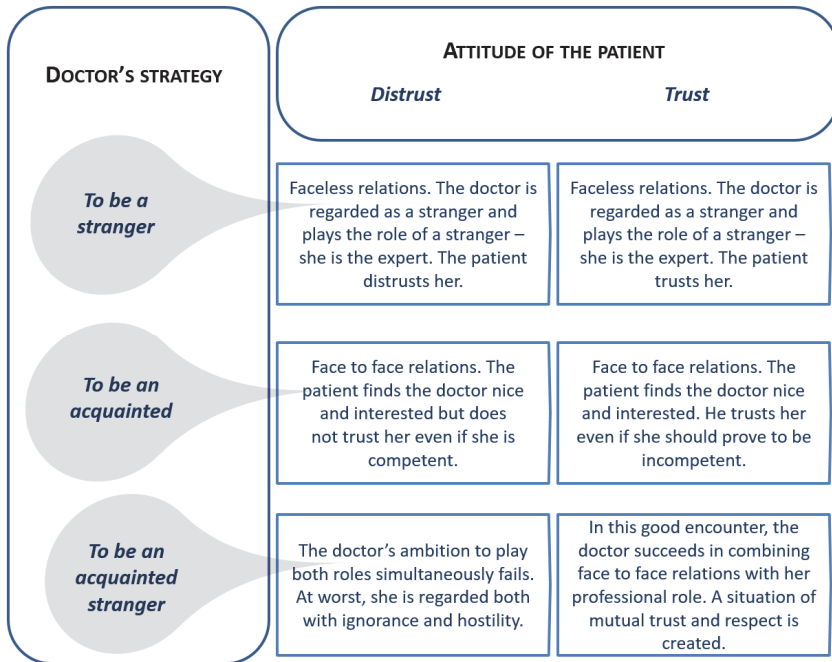 DOCTOR'S STRATEGY
ATTITUDE OF THE PATIENT
Distrust
Trust
To be a
stranger
Faceless relations. The doctor is
regarded as a stranger and
plays the role of a stranger –
she is the expert. The patient
distrusts her.
Faceless relations. The doctor is
regarded as a stranger and
plays the role of a stranger –
she is the expert. The patient
trusts her.
To be an
acquainted
Face to face relations. The
patient finds the doctor nice
and interested but does
not trust her even if she is
competent.
Face to face relations. The
patient finds the doctor nice
and interested. He trusts her
even if she should prove to be
incompetent.
To be an
acquainted
stranger
The doctor's ambition to play
both roles simultaneously fails.
At worst, she is regarded both
with ignorance and hostility.
In this good encounter, the
doctor succeeds in combining
face to face relations with her
professional role. A situation of
mutual trust and respect is
created.